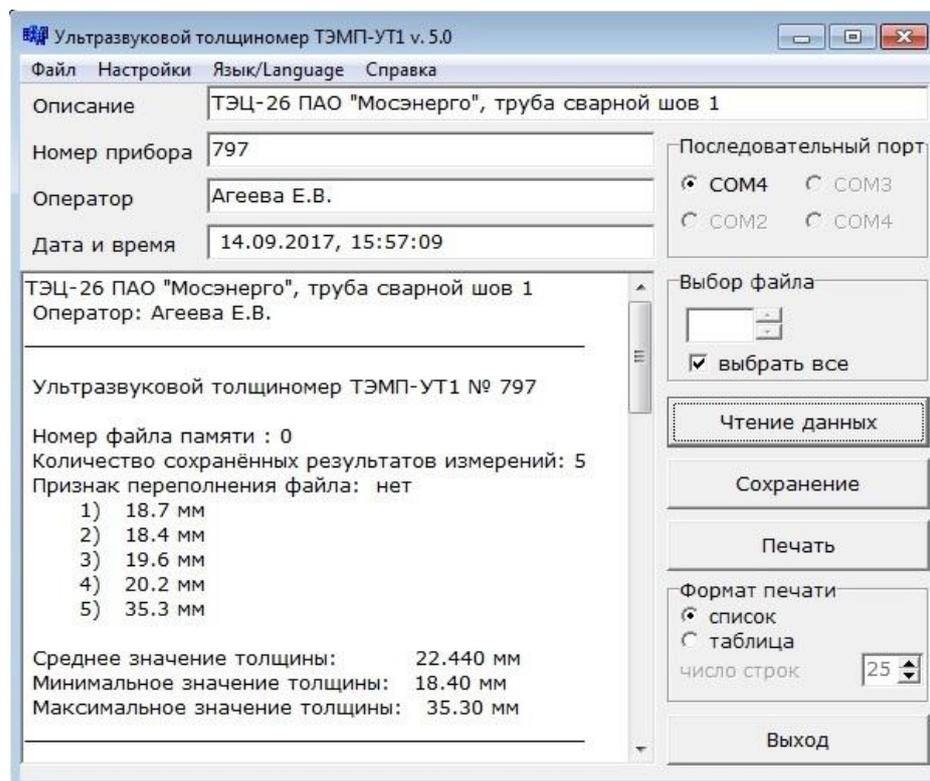 Ультразвуковой толщиномер ТЭМП-УТ1 v. 5.0
Файл Настройки Язык/Language Справка
Описание ТЭЦ-26 ПАО "Мосэнерго", труба сварной шов 1
Номер прибора 797
Оператор Агеева Е.В.
Дата и время 14.09.2017, 15:57:09
Последовательный порт
COM4 COM3
COM2 COM4
ТЭЦ-26 ПАО "Мосэнерго", труба сварной шов 1
Оператор: Агеева Е.В.
Ультразвуковой толщиномер ТЭМП-УТ1 № 797
Номер файла памяти : 0
Количество сохранённых результатов измерений: 5
Признак переполнения файла: нет
1) 18.7 мм
2) 18.4 мм
3) 19.6 мм
4) 20.2 мм
5) 35.3 мм
Среднее значение толщины: 22.440 мм
Минимальное значение толщины: 18.40 мм
Максимальное значение толщины: 35.30 мм
Выбор файла
выбрать все
Чтение данных
Сохранение
Печать
Формат печати
список
таблица
число строк 25
Выход